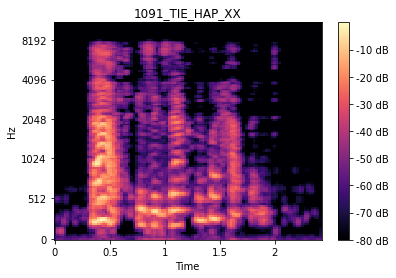 1091_TIE_HAP_XX
8192
4096
2048
1024
512
0
Hz
0
0.5
1
1.5
2
Time
-10 dB
-20 dB
-30 dB
-40 dB
-50 dB
-60 dB
-70 dB
-80 dB